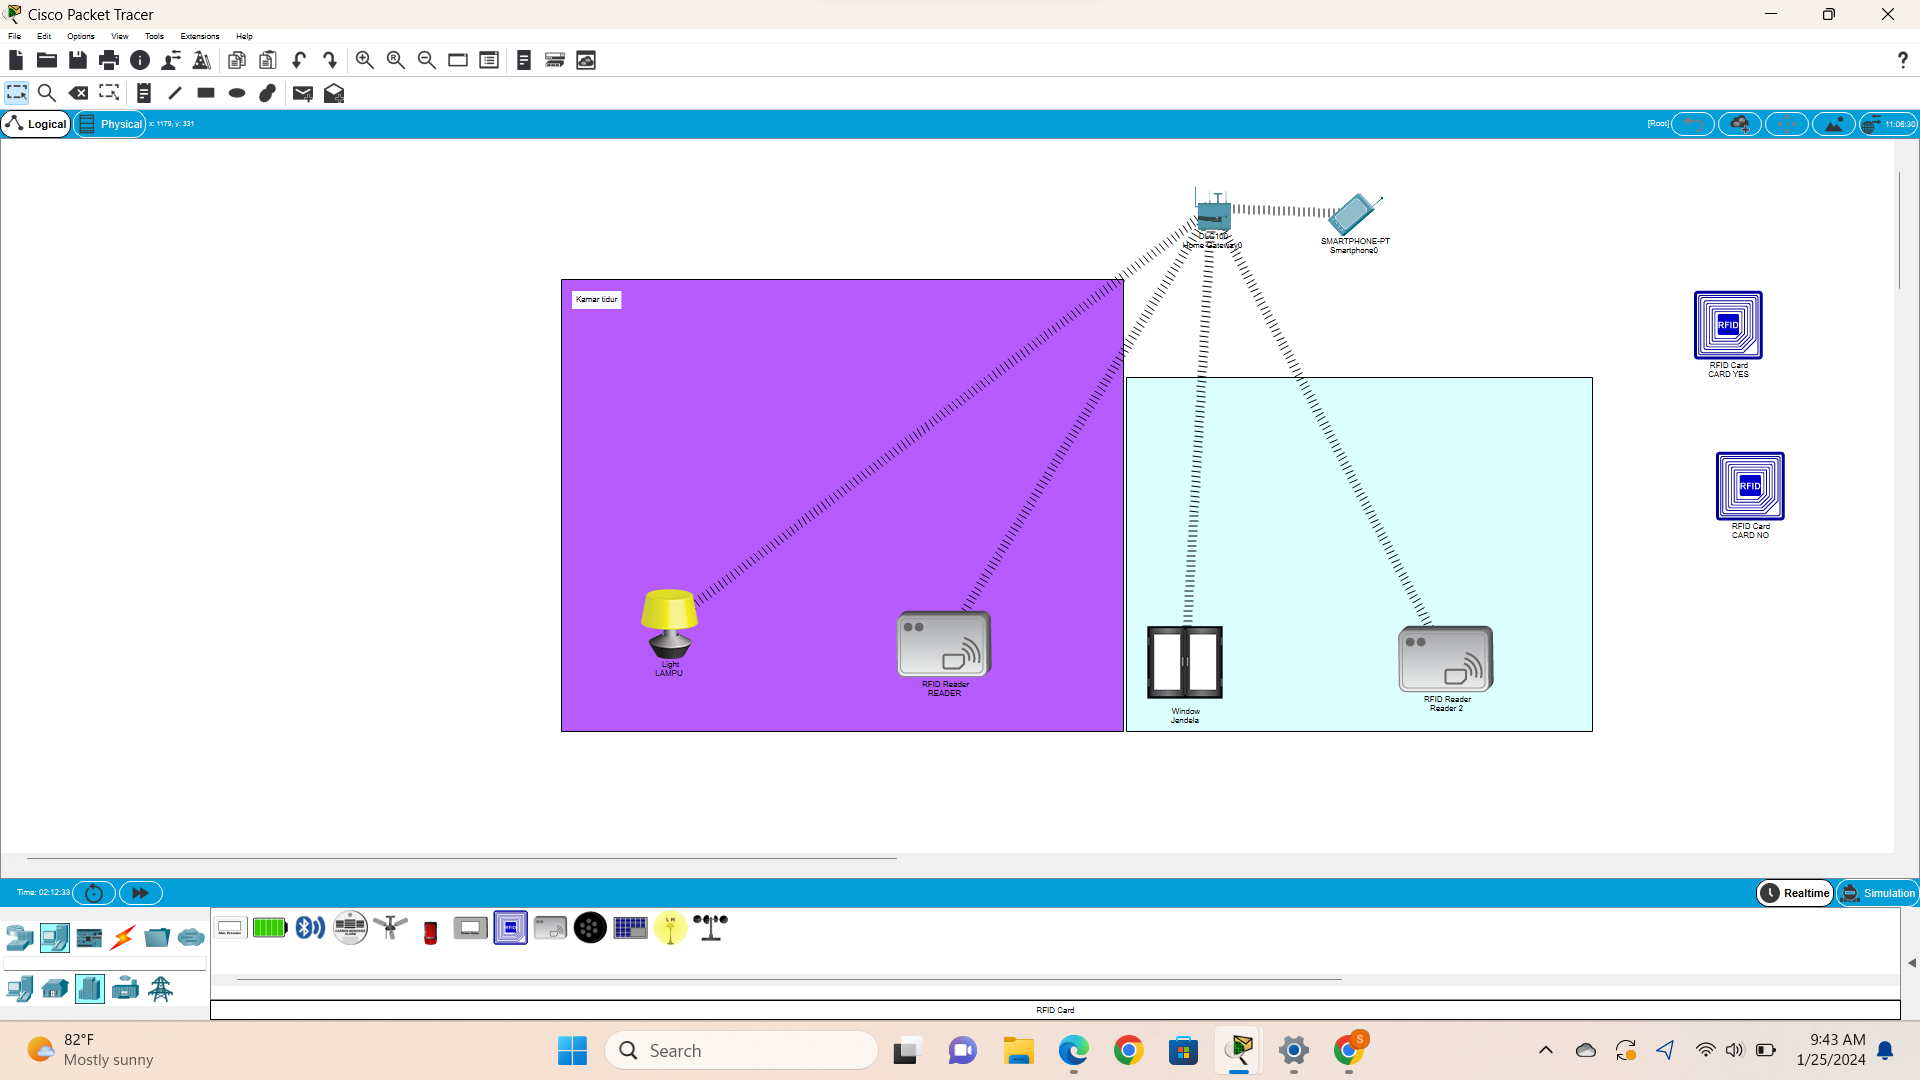 Cisco Packet Tracer
File Edit Options View Tools Extensions Help
Logical
Physical
x: 1179, y: 331
[Root]
11:06:30
DLC100
Home Gateway0
SMARTPHONE-PT
Smartphone0
Kamar tidur
RFID
RFID Card
CARD YES
RFID
RFID Card
CARD NO
Light
LAMPU
RFID Reader
READER
Window
Jendela
RFID Reader
Reader 2
Time: 02:12:33
Realtime
Simulation
RFID Card
82°F
Mostly sunny
Search
S
9:43 AM
1/25/2024